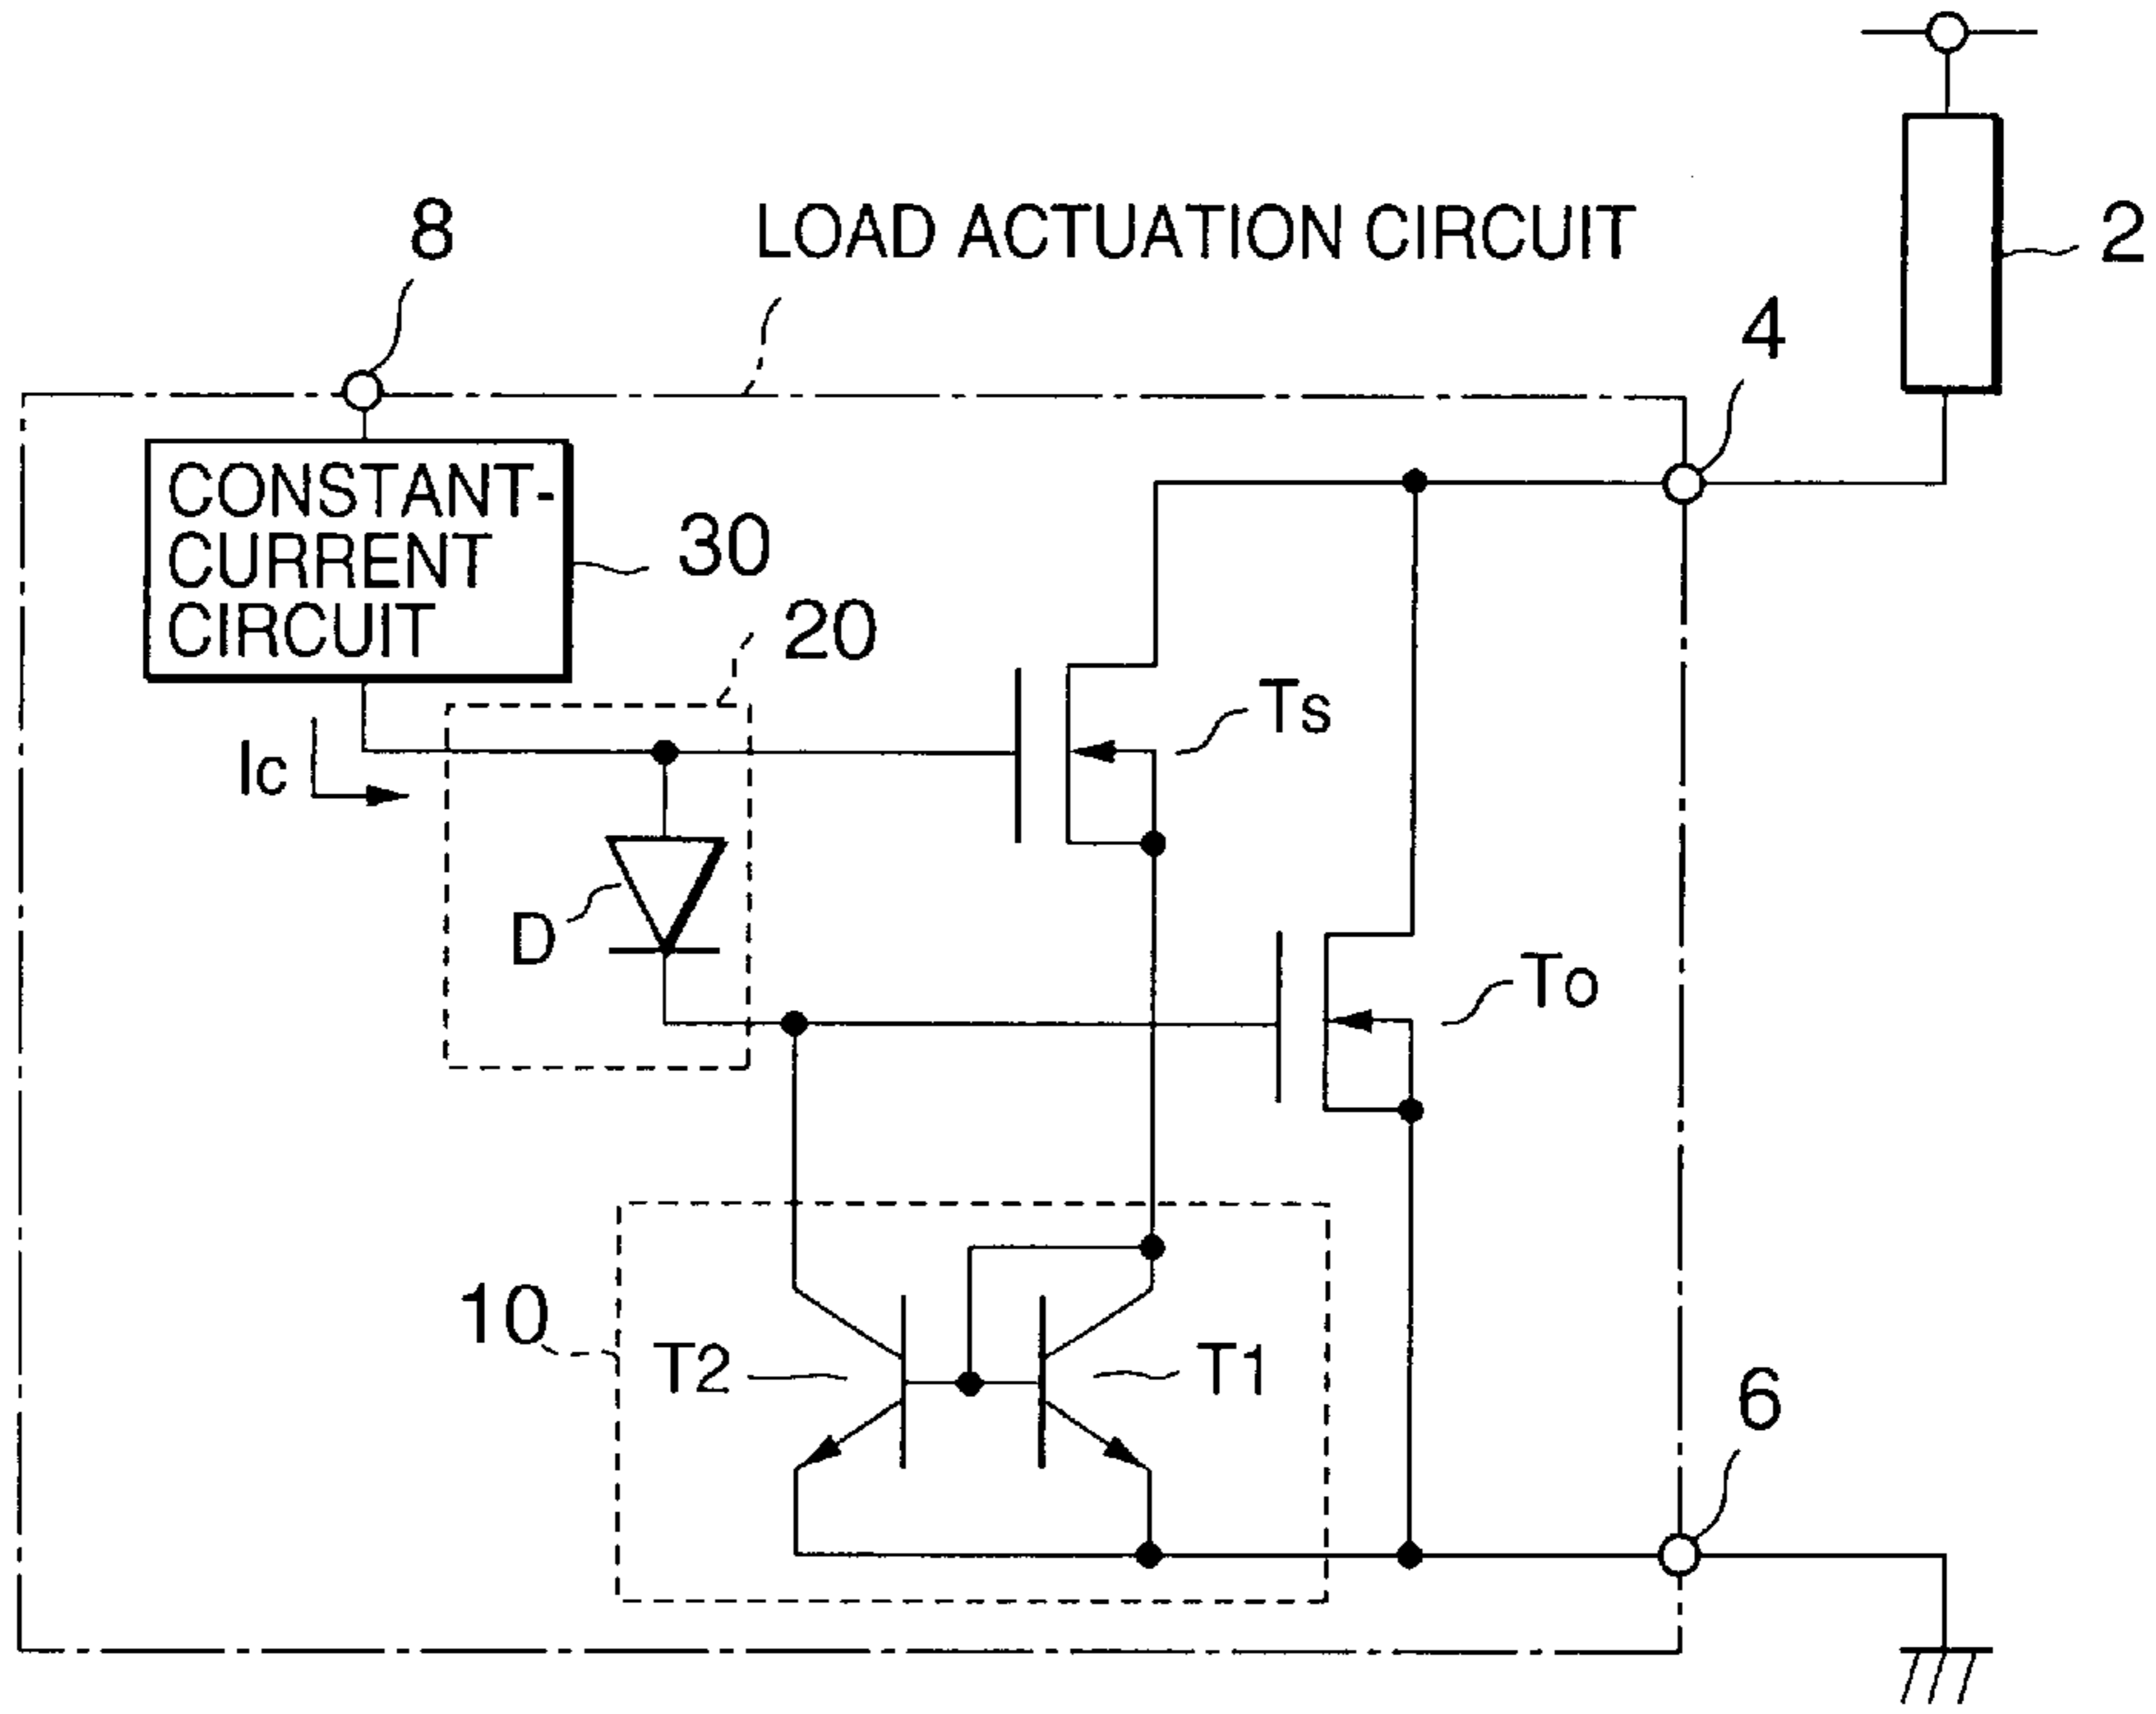 8
LOAD ACTUATION CIRCUIT
2
4
CONSTANT-
CURRENT
CIRCUIT
30
20
Ts
Ic
D
To
10
T2
T1
6